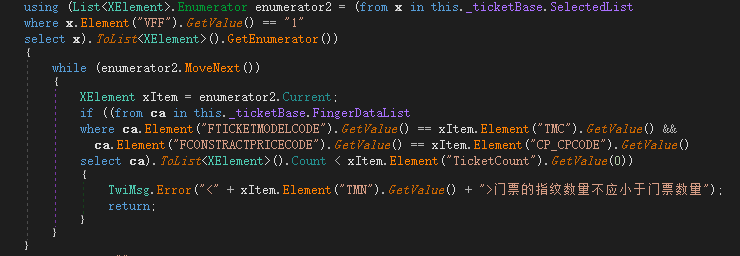 using (List<XElement>.Enumerator enumerator2 = (from x in this._ticketBase.SelectedList
where x.Element("VFF").GetValue() == "1"
select x).ToList<XElement>().GetEnumerator())
{
while (enumerator2.MoveNext())
{
XElement xItem = enumerator2.Current;
if ((from ca in this._ticketBase.FingerDataList
where ca.Element("FTICKETMODELCODE").GetValue() == xItem.Element("TMC").GetValue() &&
ca.Element("FCONSTRACTPRICECODE").GetValue() == xItem.Element("CP_CPCODE").GetValue()
select ca).ToList<XElement>().Count < xItem.Element("TicketCount").GetValue(0))
{
TwiMsg.Error("<" + xItem.Element("TMN").GetValue() + ">门票的指纹数量不应小于门票数量");
return;
}
}
}